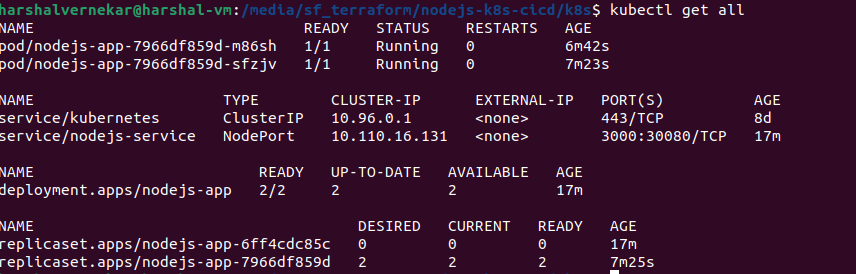 harshalvernekar@harshal-vm:/media/sf_terraform/nodejs-k8s-cicd/k8s$ kubectl get all
NAME READY STATUS RESTARTS AGE
pod/nodejs-app-7966df859d-m86sh 1/1 Running 0 6m42s
pod/nodejs-app-7966df859d-sfzjv 1/1 Running 0 7m23s
NAME TYPE CLUSTER-IP EXTERNAL-IP PORT(S) AGE
service/kubernetes ClusterIP 10.96.0.1 <none> 443/TCP 8d
service/nodejs-service NodePort 10.110.16.131 <none> 3000:30080/TCP 17m
NAME READY UP-TO-DATE AVAILABLE AGE
deployment.apps/nodejs-app 2/2 2 2 17m
NAME DESIRED CURRENT READY AGE
replicaset.apps/nodejs-app-6ff4cdc85c 0 0 0 17m
replicaset.apps/nodejs-app-7966df859d 2 2 2 7m25s